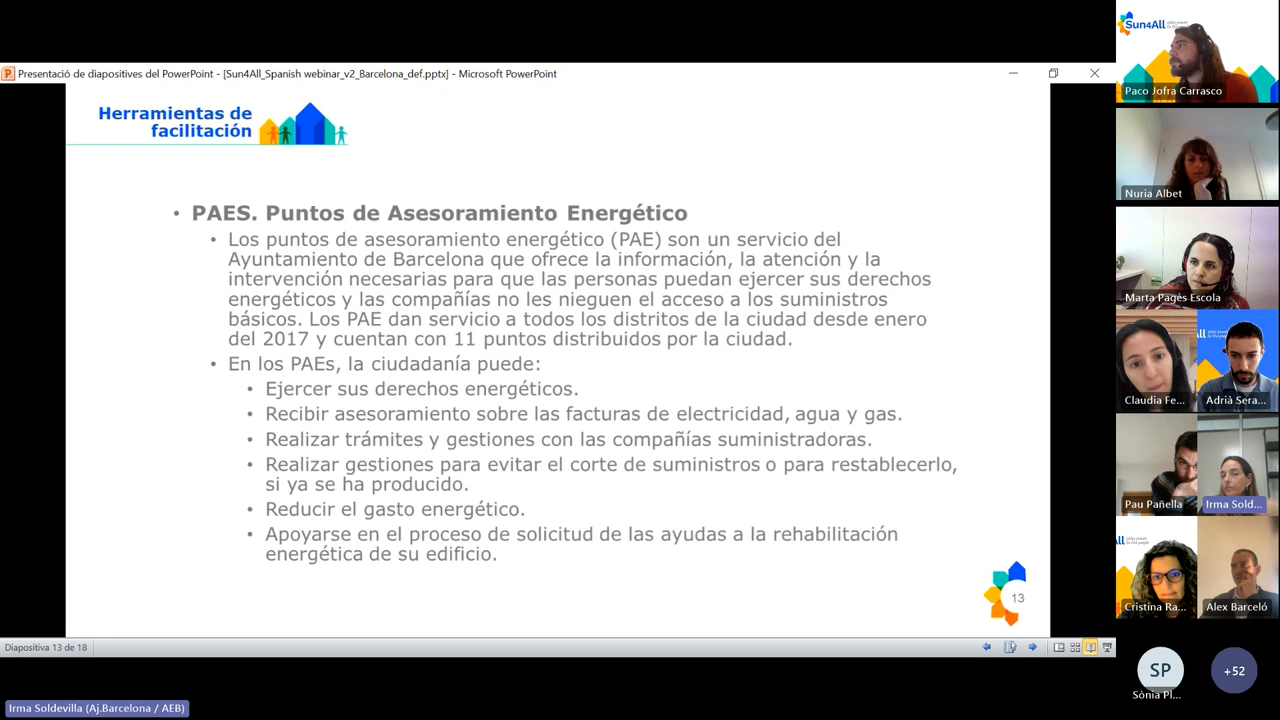 Presentació de diapositives del PowerPoint - [Sun4All_Spanish webinar_v2_Barcelona_def.pptx] - Microsoft PowerPoint
Herramientas de
facilitación
• PAES. Puntos de Asesoramiento Energético
• Los puntos de asesoramiento energético (PAE) son un servicio del
Ayuntamiento de Barcelona que ofrece la información, la atención y la
intervención necesarias para que las personas puedan ejercer sus derechos
energéticos y las compañías no les nieguen el acceso a los suministros
básicos. Los PAE dan servicio a todos los distritos de la ciudad desde enero
del 2017 y cuentan con 11 puntos distribuidos por la ciudad.
• En los PAEs, la ciudadanía puede:
• Ejercer sus derechos energéticos.
• Recibir asesoramiento sobre las facturas de electricidad, agua y gas.
• Realizar trámites y gestiones con las compañías suministradoras.
• Realizar gestiones para evitar el corte de suministros o para restablecerlo,
si ya se ha producido.
• Reducir el gasto energético.
• Apoyarse en el proceso de solicitud de las ayudas a la rehabilitación
energética de su edificio.
13
Diapositiva 13 de 18
Irma Soldevilla (Aj.Barcelona / AEB)
Sun4All
Paco Jofra Carrasco
Nuria Albet
Marta Pagès Escola
Claudia Fe...
Adrià Sera...
Pau Pañella
Irma Sold...
Cristina Ra...
Alex Barceló
SP
Sònia Pl...
+52